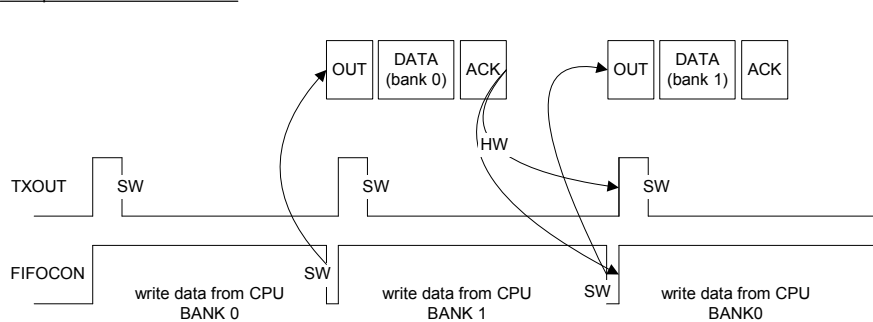 OUT
DATA
(bank 0)
ACK
OUT
DATA
(bank 1)
ACK
HW
TXOUT
SW
SW
SW
FIFOCON
SW
SW
write data from CPU
BANK 0
write data from CPU
BANK 1
write data from CPU
BANK0